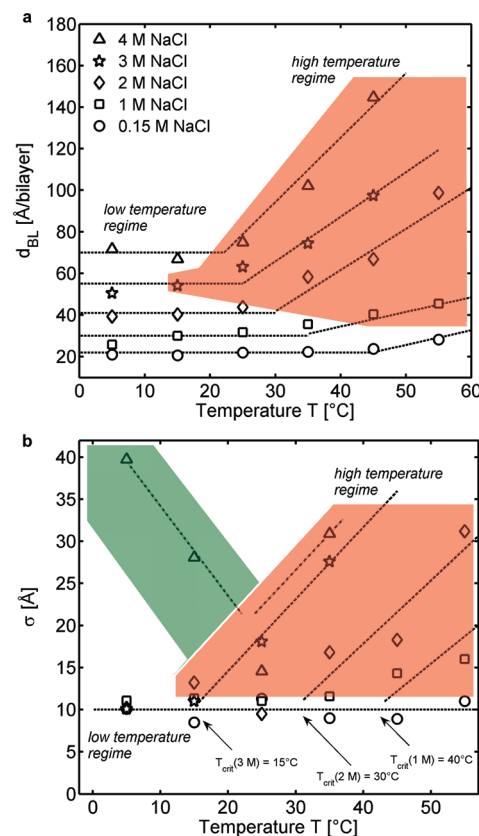 a
4 M NaCl
3 M NaCl
2 M NaCl
1 M NaCl
0.15 M NaCl
high temperature
regime
low temperature
regime
d_BL [Å/bilayer]
160
140
120
100
80
60
40
20
0 10 20 30 40 50 60
Temperature T [°C]
b
high temperature
regime
σ [Å]
40
35
30
25
20
15
10
5
0
low temperature
regime
T_crit(3 M) = 15°C
T_crit(2 M) = 30°C
T_crit(1 M) = 40°C
0 10 20 30 40 50
Temperature T [°C]